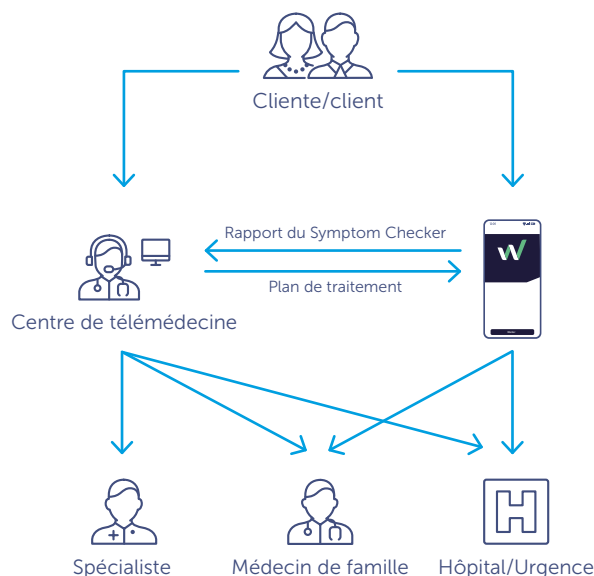 Cliente/client
Rapport du Symptom Checker
Plan de traitement
Centre de télémédecine
Spécialiste
Médecin de famille
Hôpital/Urgence